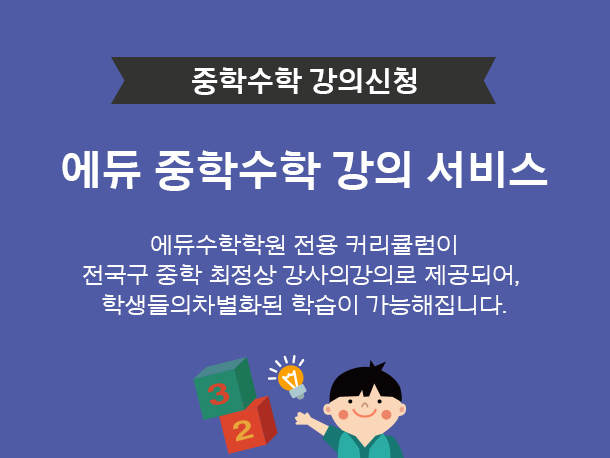 중학수학 강의신청
에듀 중학수학 강의 서비스
에듀수학학원 전용 커리큘럼이
전국구 중학 최정상 강사의강의로 제공되어,
학생들의차별화된 학습이 가능해집니다.
3
2